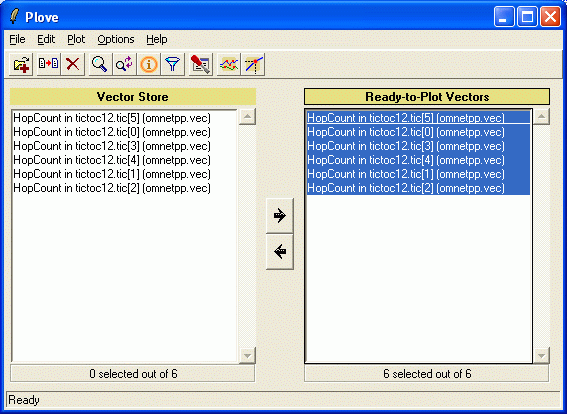 Plove
File Edit Plot Options Help
Vector Store
HopCount in tictoc12.tic[5] (omnetpp.vec)
HopCount in tictoc12.tic[0] (omnetpp.vec)
HopCount in tictoc12.tic[3] (omnetpp.vec)
HopCount in tictoc12.tic[4] (omnetpp.vec)
HopCount in tictoc12.tic[1] (omnetpp.vec)
HopCount in tictoc12.tic[2] (omnetpp.vec)
0 selected out of 6
Ready-to-Plot Vectors
HopCount in tictoc12.tic[5] (omnetpp.vec)
HopCount in tictoc12.tic[0] (omnetpp.vec)
HopCount in tictoc12.tic[3] (omnetpp.vec)
HopCount in tictoc12.tic[4] (omnetpp.vec)
HopCount in tictoc12.tic[1] (omnetpp.vec)
HopCount in tictoc12.tic[2] (omnetpp.vec)
6 selected out of 6
Ready